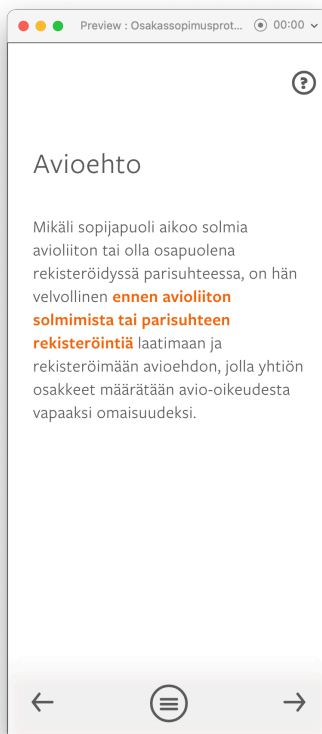 Preview : Osakassopimusprot... 00:00
?
Avioehto
Mikäli sopijapuoli aikoo solmia
avioliiton tai olla osapuolena
rekisteröidyssä parisuhteessa, on hän
velvollinen ennen avioliiton
solmimista tai parisuhteen
rekisteröintiä laatimaan ja
rekisteröimään avioehdon, jolla yhtiön
osakkeet määrätään avio-oikeudesta
vapaaksi omaisuudeksi.